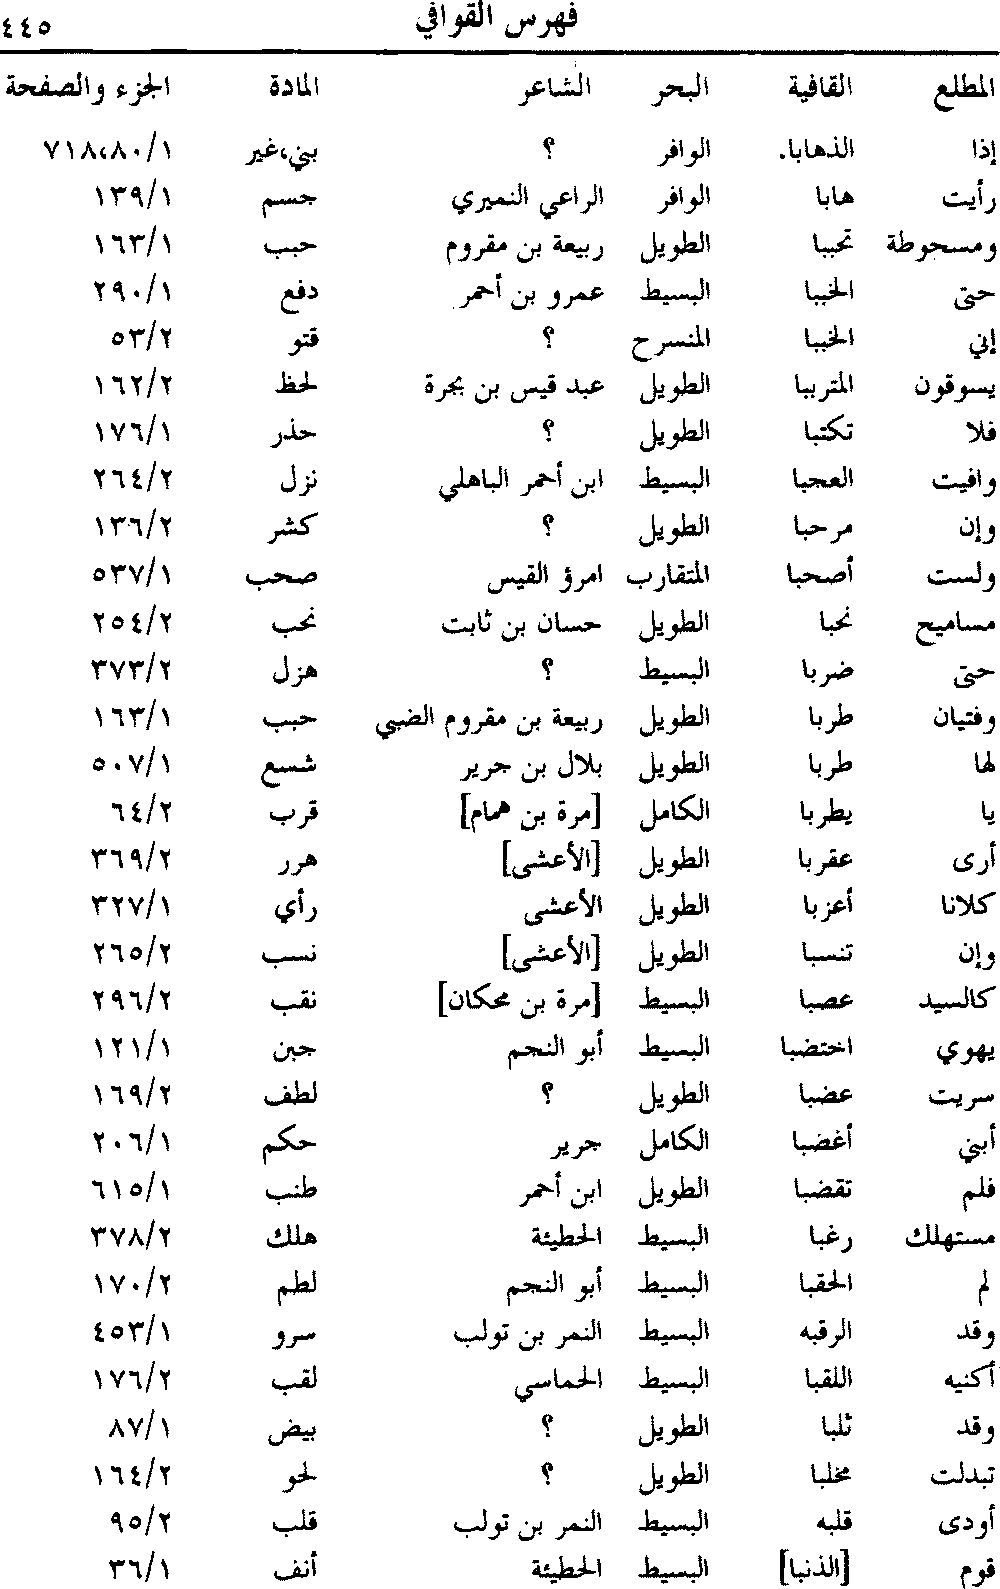 فهرس القوافي ٤٤٥
المطلع القافية البحر الشاعر المادة الجزء والصفحة
إذا الذهابا. الوافر ؟ بني،غير ٧١٨،٨٠/١
رأيت هابا الوافر الراعي النميري جسم ١٣٩/١
ومسحوطة تحببا الطويل ربيعة بن مقروم حبب ١٦٣/١
حتى الخببا البسيط عمرو بن أحمر دفع ٢٩٠/١
إني الخببا المنسرح ؟ قتو ٥٣/٢
يسوقون المترببا الطويل عبد قيس بن بجرة لحظ ١٦٢/٢
فلا تكتبا الطويل ؟ حذر ١٧٦/١
وافيت العجبا البسيط ابن أحمر الباهلي نزل ٢٦٤/٢
وإن مرحبا الطويل ؟ كشر ١٣٦/٢
ولست أصحبا المتقارب امرؤ القيس صحب ٥٣٧/١
مساميح نحبا الطويل حسان بن ثابت نحب ٢٥٤/٢
حتى ضربا البسيط ؟ هزل ٣٧٣/٢
وفتيان طربا الطويل ربيعة بن مقروم الضبي حبب ١٦٣/١
لها طربا الطويل بلال بن جرير شسع ٥٠٧/١
يا يطربا الكامل [مرة بن همام] قرب ٦٤/٢
أرى عقربا الطويل [الأعشى] هرر ٣٦٩/٢
كلانا أعزبا الطويل الأعشى رأي ٣٢٧/١
وإن تنسبا الطويل [الأعشى] نسب ٢٦٥/٢
كالسيد عصبا البسيط [مرة بن محكان] نقب ٢٩٦/٢
يهوي اختضبا البسيط أبو النجم جبن ١٢١/١
سريت عضبا الطويل ؟ لطف ١٦٩/٢
أبني أغضبا الكامل جرير حكم ٢٠٦/١
فلم تقضبا الطويل ابن أحمر طنب ٦١٥/١
مستهلك رغبا البسيط الحطيئة هلك ٣٧٨/٢
لم الحقبا البسيط أبو النجم لطم ١٧٠/٢
وقد الرقبه البسيط النمر بن تولب سرو ٤٥٣/١
أكنيه اللقبا البسيط الحماسي لقب ١٧٦/٢
وقد ثلبا الطويل ؟ بيض ٨٧/١
تبدلت مخلبا الطويل ؟ لحو ١٦٤/٢
أودى قلبه البسيط النمر بن تولب قلب ٩٥/٢
قوم [الذنبا] البسيط الحطيئة أنف ٣٦/١